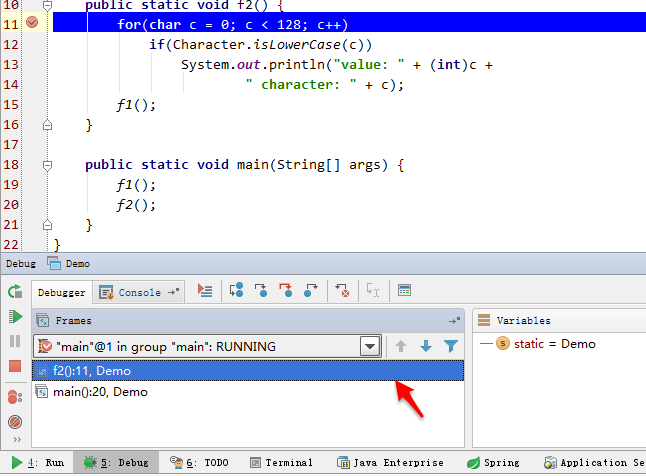 10 public static void f2() {
11 for(char c = 0; c < 128; c++)
12 if(Character.isLowerCase(c))
13 System.out.println("value: " + (int)c +
14 " character: " + c);
15 f1();
16 }
17
18 public static void main(String[] args) {
19 f1();
20 f2();
21 }
22 }
Debug Demo
Debugger Console
Frames Variables
"main"@1 in group "main": RUNNING
static = Demo
f2():11, Demo
main():20, Demo
4: Run 5: Debug 6: TODO Terminal Java Enterprise Spring Application Se